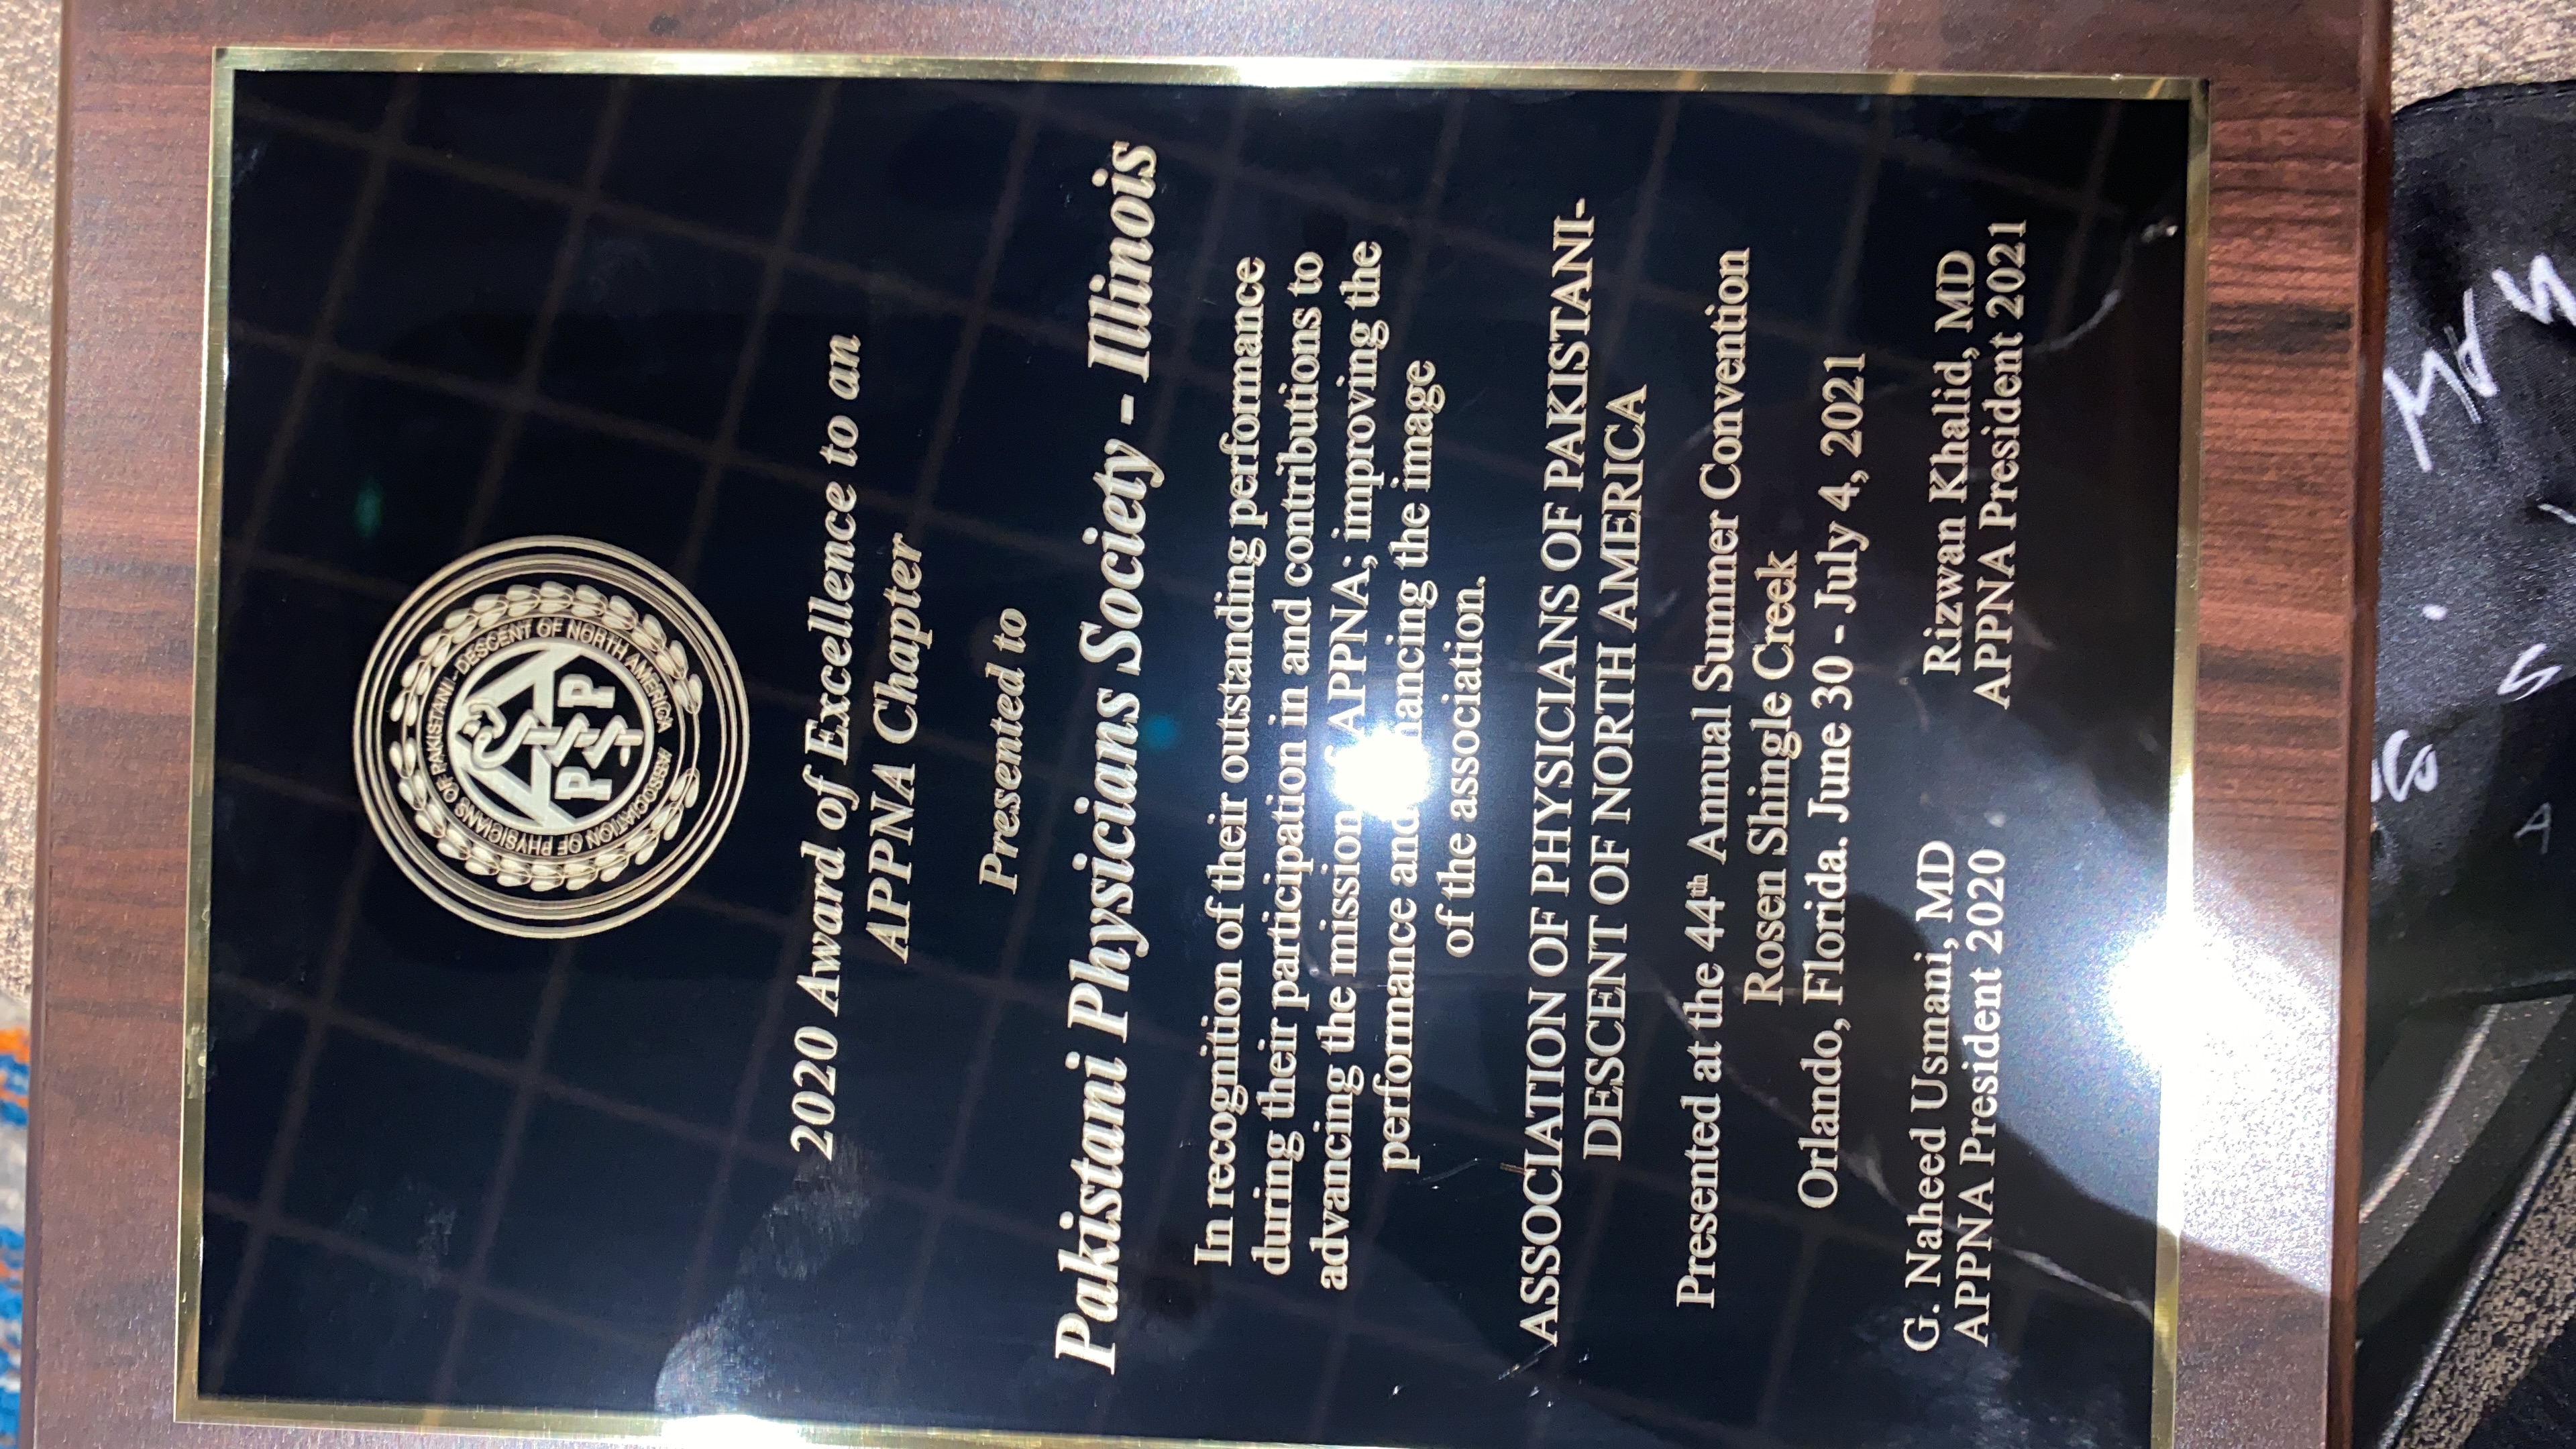 ASSOCIATION OF PHYSICIANS OF PAKISTANI - DESCENT OF NORTH AMERICA
2020 Award of Excellence to an
APPNA Chapter
Presented to
Pakistani Physicians Society - Illinois
In recognition of their outstanding performance
during their participation in and contributions to
advancing the mission of APPNA; improving the
performance and enhancing the image
of the association.
ASSOCIATION OF PHYSICIANS OF PAKISTANI-
DESCENT OF NORTH AMERICA
Presented at the 44th Annual Summer Convention
Rosen Shingle Creek
Orlando, Florida. June 30 - July 4, 2021
G. Naheed Usmani, MD
APPNA President 2020
Rizwan Khalid, MD
APPNA President 2021